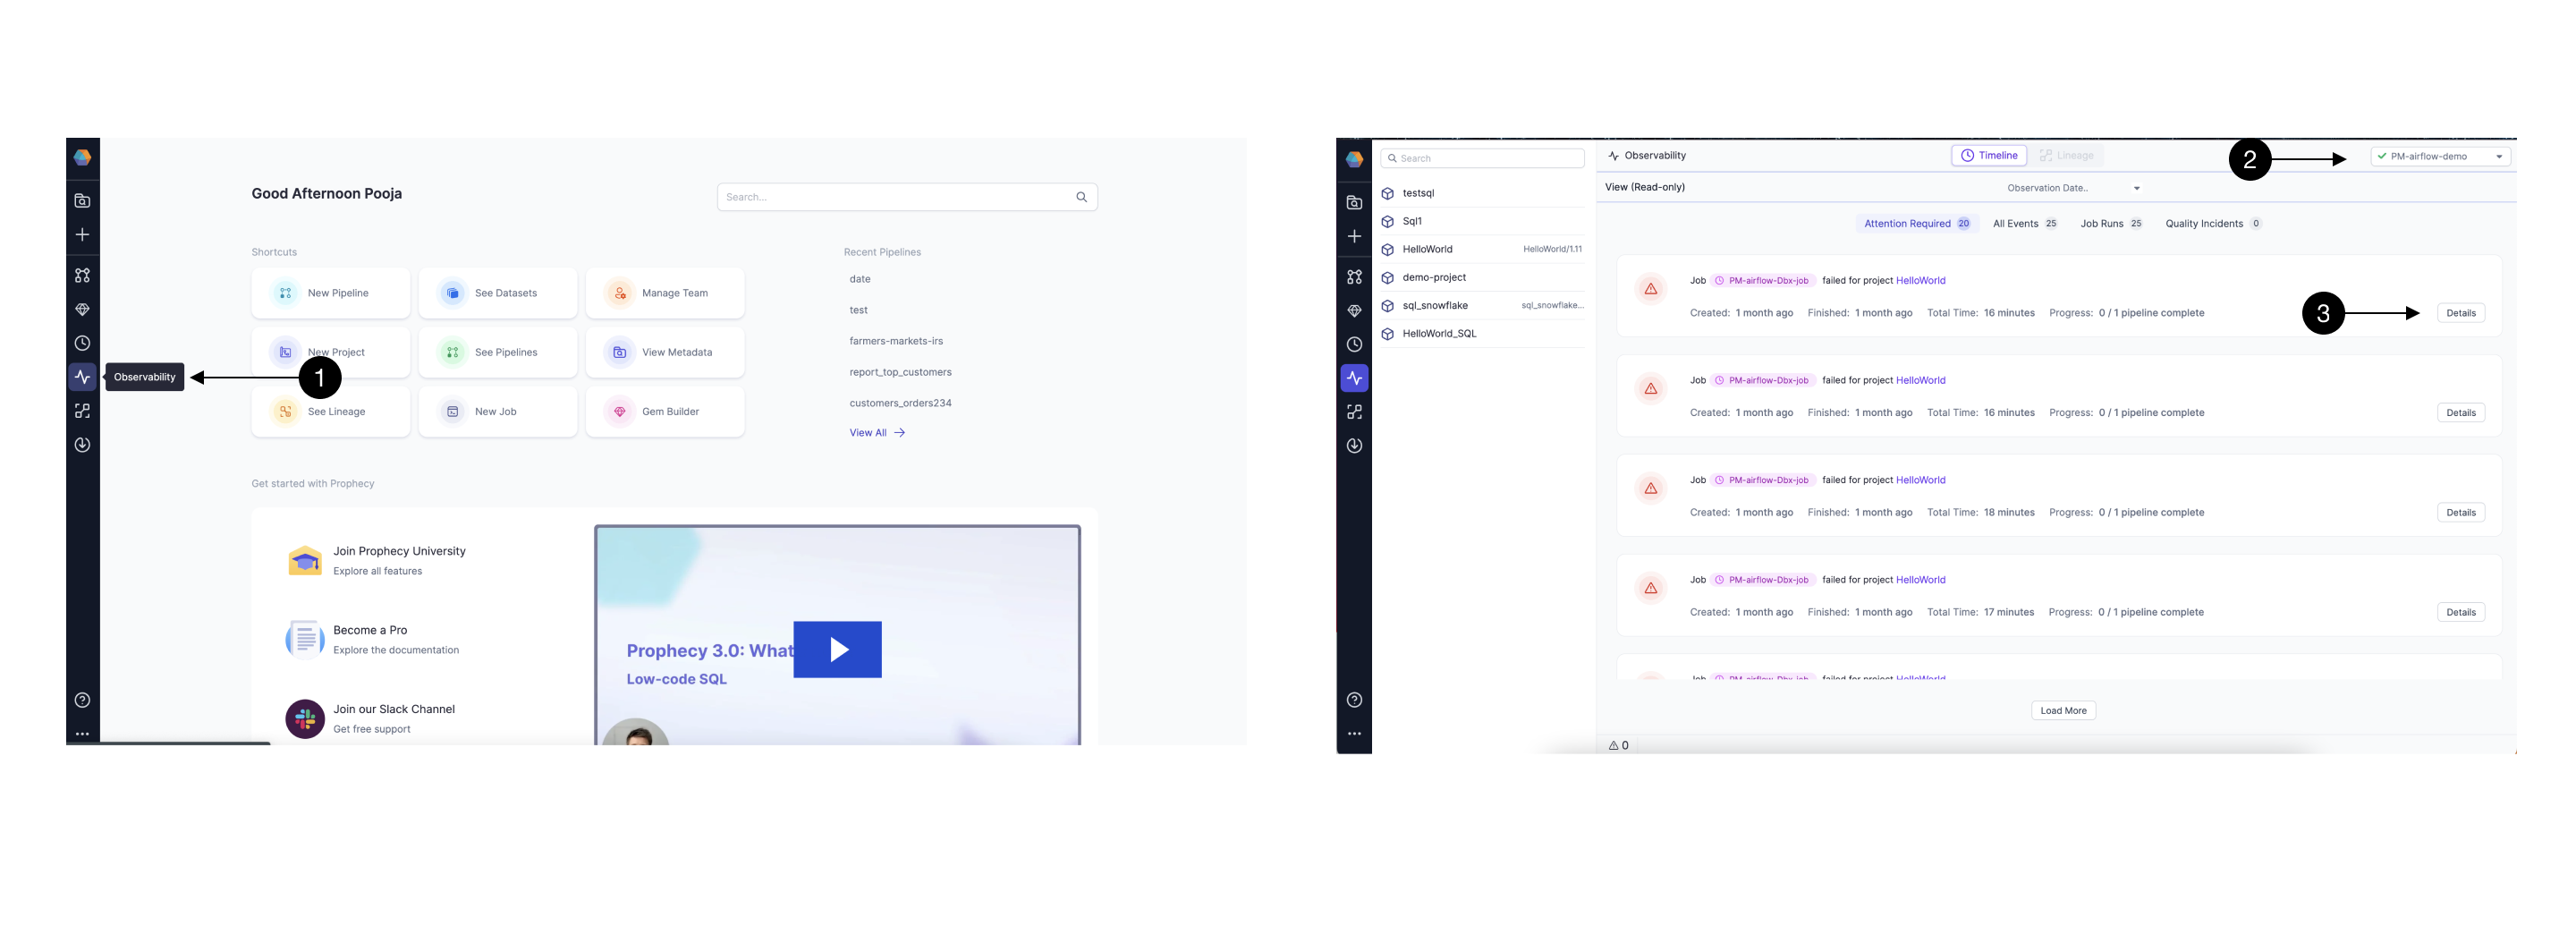 Good Afternoon Pooja
Search...
Shortcuts
New Pipeline
See Datasets
Manage Team
New Project
See Pipelines
View Metadata
See Lineage
New Job
Gem Builder
Observability
1
Recent Pipelines
date
test
farmers-markets-irs
report_top_customers
customers_orders234
View All
Get started with Prophecy
Join Prophecy University
Explore all features
Become a Pro
Explore the documentation
Join our Slack Channel
Get free support
Prophecy 3.0: What
Low-code SQL
Search
testsql
Sql1
HelloWorld HelloWorld/1.11
demo-project
sql_snowflake sql_snowflake...
HelloWorld_SQL
Observability
Timeline
Lineage
2
PM-airflow-demo
View (Read-only)
Observation Date..
Attention Required 20 All Events 25 Job Runs 25 Quality Incidents 0
Job PM-airflow-Dbx-job failed for project HelloWorld
Created: 1 month ago Finished: 1 month ago Total Time: 16 minutes Progress: 0 / 1 pipeline complete
3
Details
Job PM-airflow-Dbx-job failed for project HelloWorld
Created: 1 month ago Finished: 1 month ago Total Time: 16 minutes Progress: 0 / 1 pipeline complete
Details
Job PM-airflow-Dbx-job failed for project HelloWorld
Created: 1 month ago Finished: 1 month ago Total Time: 18 minutes Progress: 0 / 1 pipeline complete
Details
Job PM-airflow-Dbx-job failed for project HelloWorld
Created: 1 month ago Finished: 1 month ago Total Time: 17 minutes Progress: 0 / 1 pipeline complete
Details
Job PM-airflow-Dbx-job failed for project HelloWorld
Load More
0